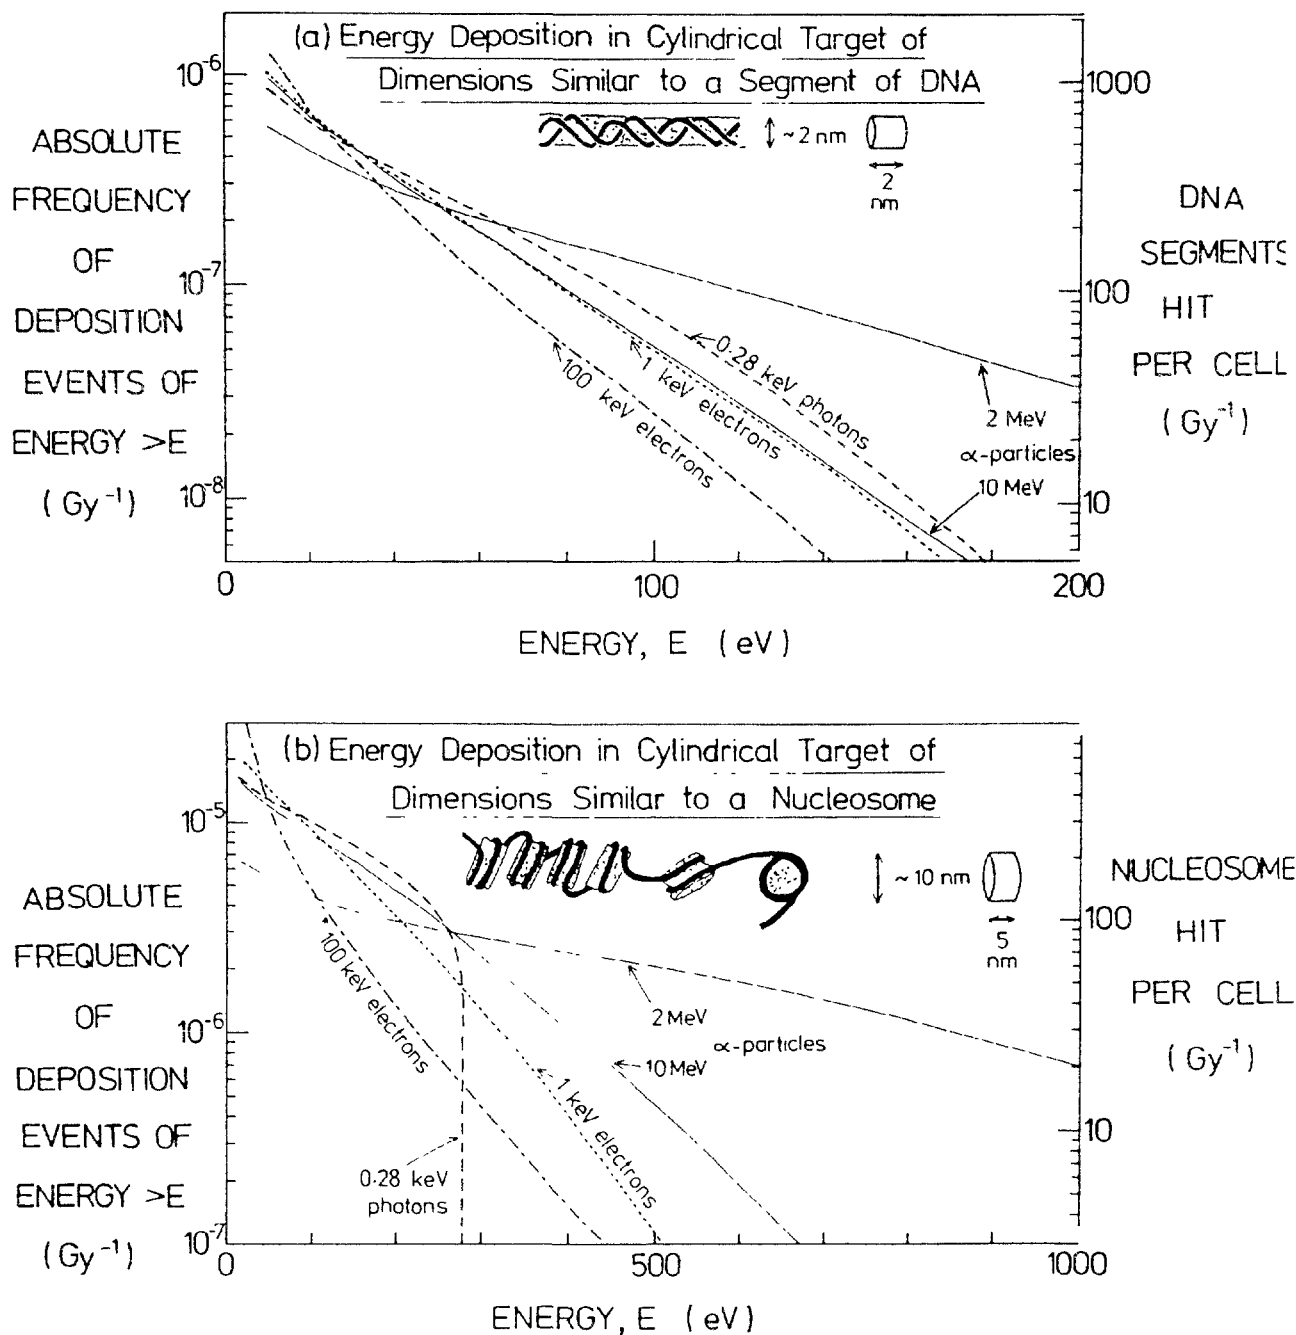 (a) Energy Deposition in Cylindrical Target of
Dimensions Similar to a Segment of DNA
~2 nm
2
nm
ABSOLUTE
FREQUENCY
OF
DEPOSITION
EVENTS OF
ENERGY >E
(Gy⁻¹)
10⁻⁶
10⁻⁷
10⁻⁸
1000
100
10
DNA
SEGMENTS
HIT
PER CELL
(Gy⁻¹)
0·28 keV photons
1 keV electrons
100 keV electrons
2 MeV
α-particles
10 MeV
0
100
200
ENERGY, E (eV)
(b) Energy Deposition in Cylindrical Target of
Dimensions Similar to a Nucleosome
~10 nm
5
nm
ABSOLUTE
FREQUENCY
OF
DEPOSITION
EVENTS OF
ENERGY >E
(Gy⁻¹)
10⁻⁵
10⁻⁶
10⁻⁷
100
10
NUCLEOSOME
HIT
PER CELL
(Gy⁻¹)
100 keV electrons
2 MeV
α-particles
10 MeV
1 keV electrons
0·28 keV
photons
0
500
1000
ENERGY, E (eV)